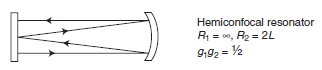 Hemiconfocal resonator
R₁ = ∞, R₂ = 2L
g₁g₂ = ½